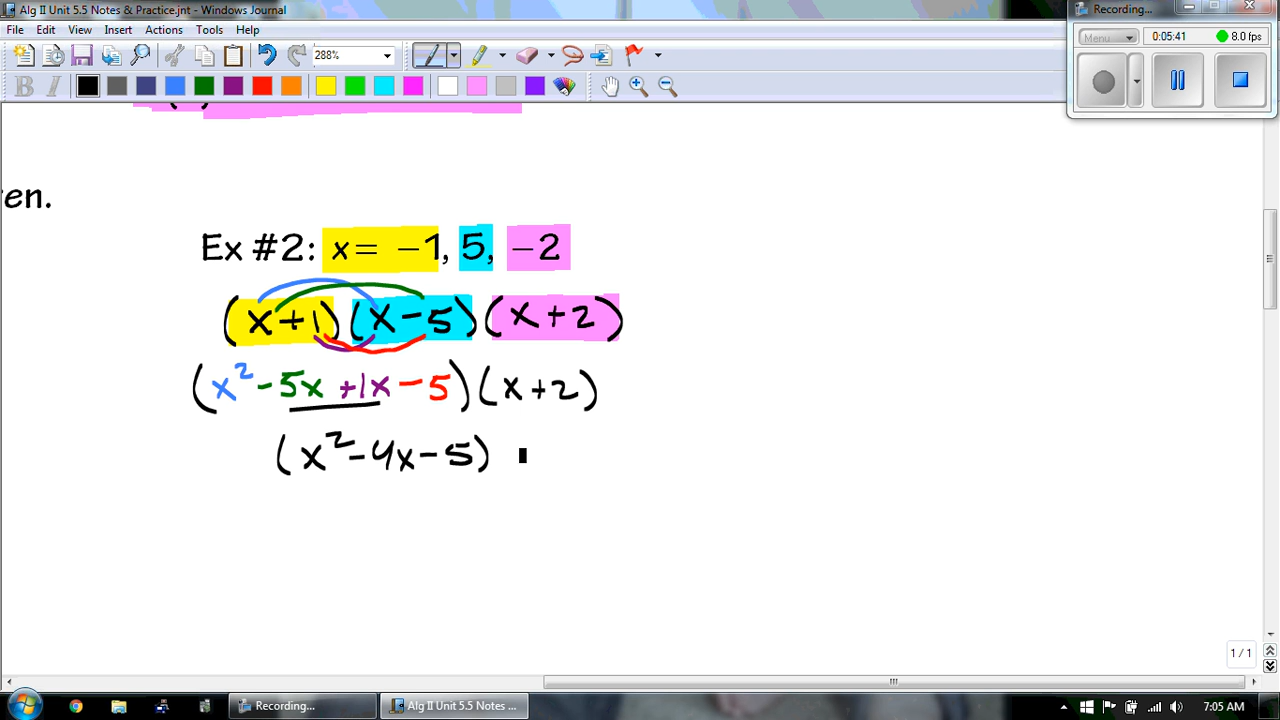 Alg II Unit 5.5 Notes & Practice.jnt - Windows Journal
Recording...
File Edit View Insert Actions Tools Help
Menu 0:05:41 8.0 fps
288%
B I
en.
Ex #2: x = −1, 5, −2
(x+1)(x−5)(x+2)
(x² -5x +1x −5)(x+2)
(x²-4x-5)
1 / 1
Recording... Alg II Unit 5.5 Notes ... 7:05 AM